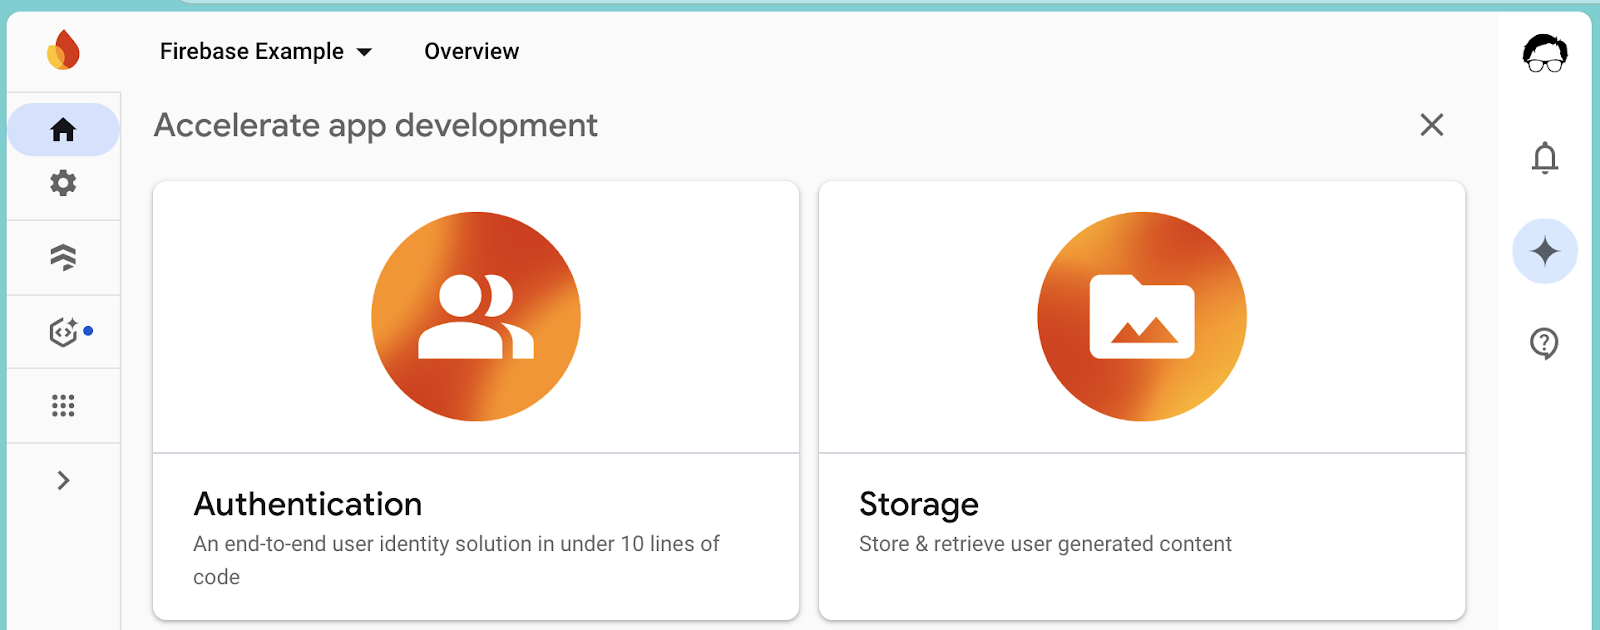 Firebase Example
Overview
Accelerate app development
Authentication
An end-to-end user identity solution in under 10 lines of
code
Storage
Store & retrieve user generated content